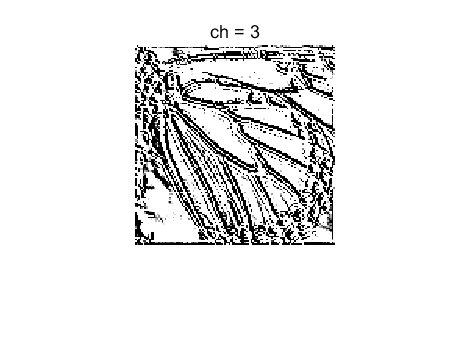 ch = 3